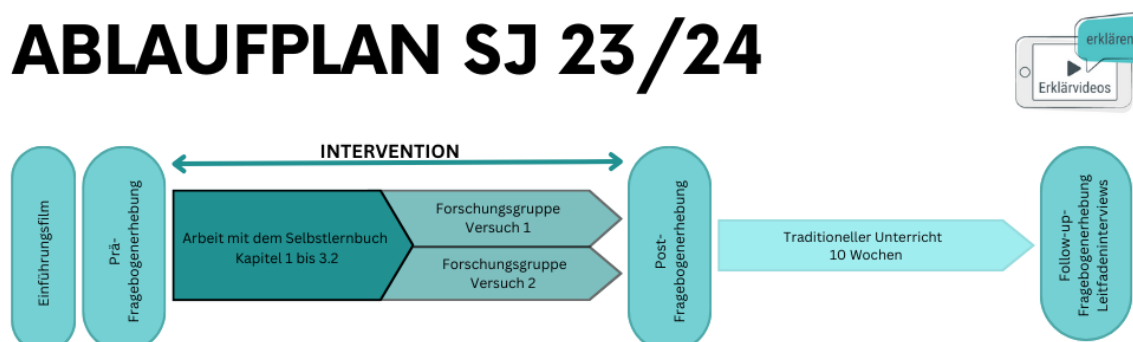 ABLAUFPLAN SJ 23/24
erklären
Erklärvideos
INTERVENTION
Einführungsfilm
Prä-
Fragebogenerhebung
Arbeit mit dem Selbstlernbuch
Kapitel 1 bis 3.2
Forschungsgruppe
Versuch 1
Forschungsgruppe
Versuch 2
Post-
Fragebogenerhebung
Traditioneller Unterricht
10 Wochen
Follow-up-
Fragebogenerhebung
Leitfadeninterviews